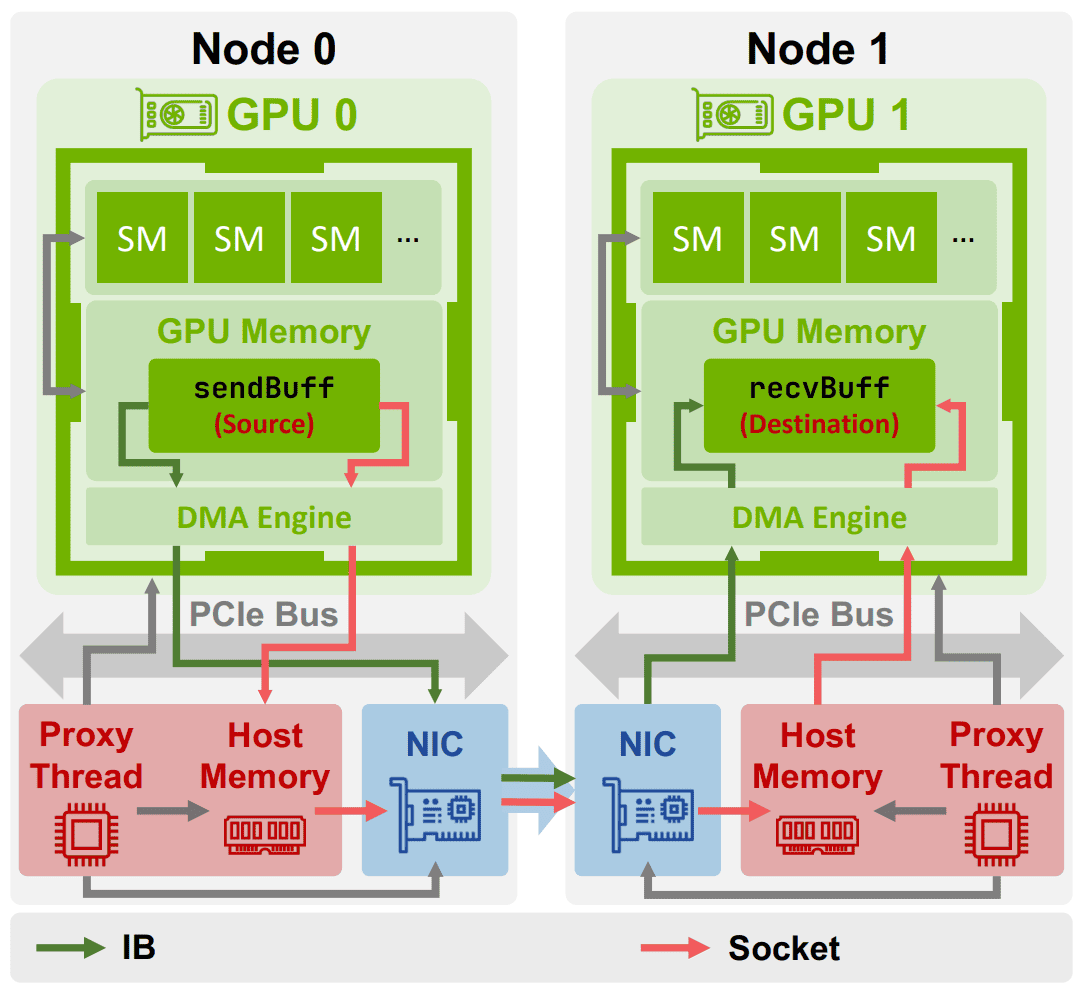 Node 0
GPU 0
SM SM SM ...
GPU Memory
sendBuff
(Source)
DMA Engine
PCIe Bus
Proxy
Thread
Host
Memory
NIC
Node 1
GPU 1
SM SM SM ...
GPU Memory
recvBuff
(Destination)
DMA Engine
PCIe Bus
NIC
Host
Memory
Proxy
Thread
IB
Socket